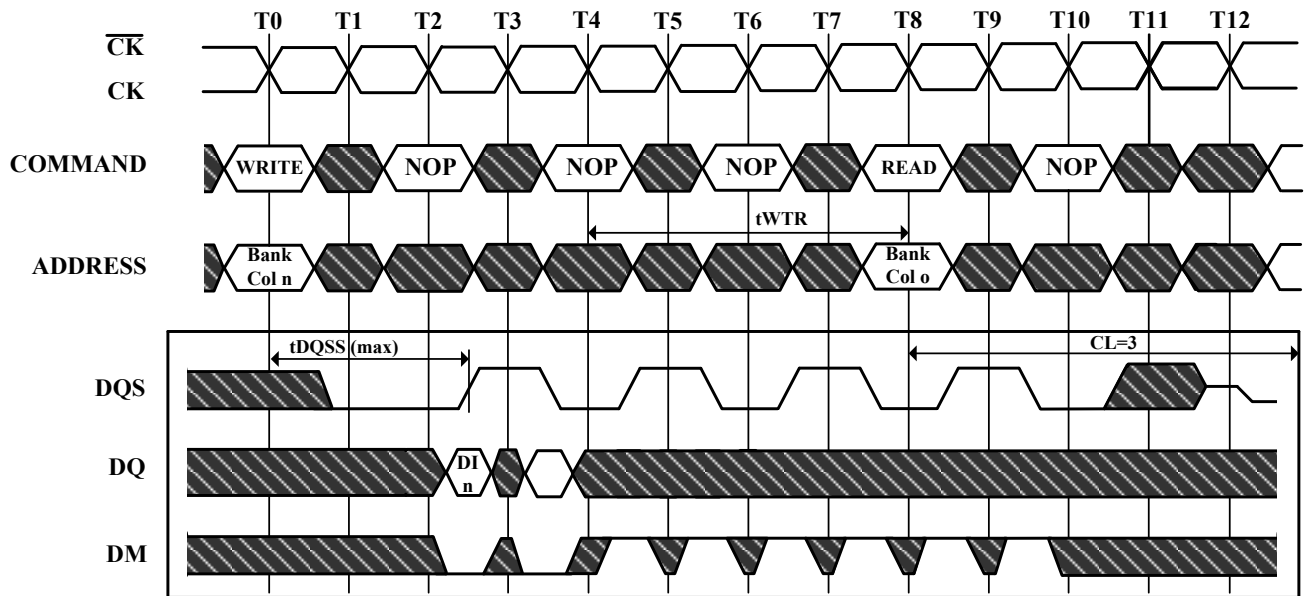 T0 T1 T2 T3 T4 T5 T6 T7 T8 T9 T10 T11 T12
CK
CK
COMMAND WRITE NOP NOP NOP READ NOP
tWTR
ADDRESS Bank Col n Bank Col o
tDQSS (max) CL=3
DQS
DQ DI n
DM